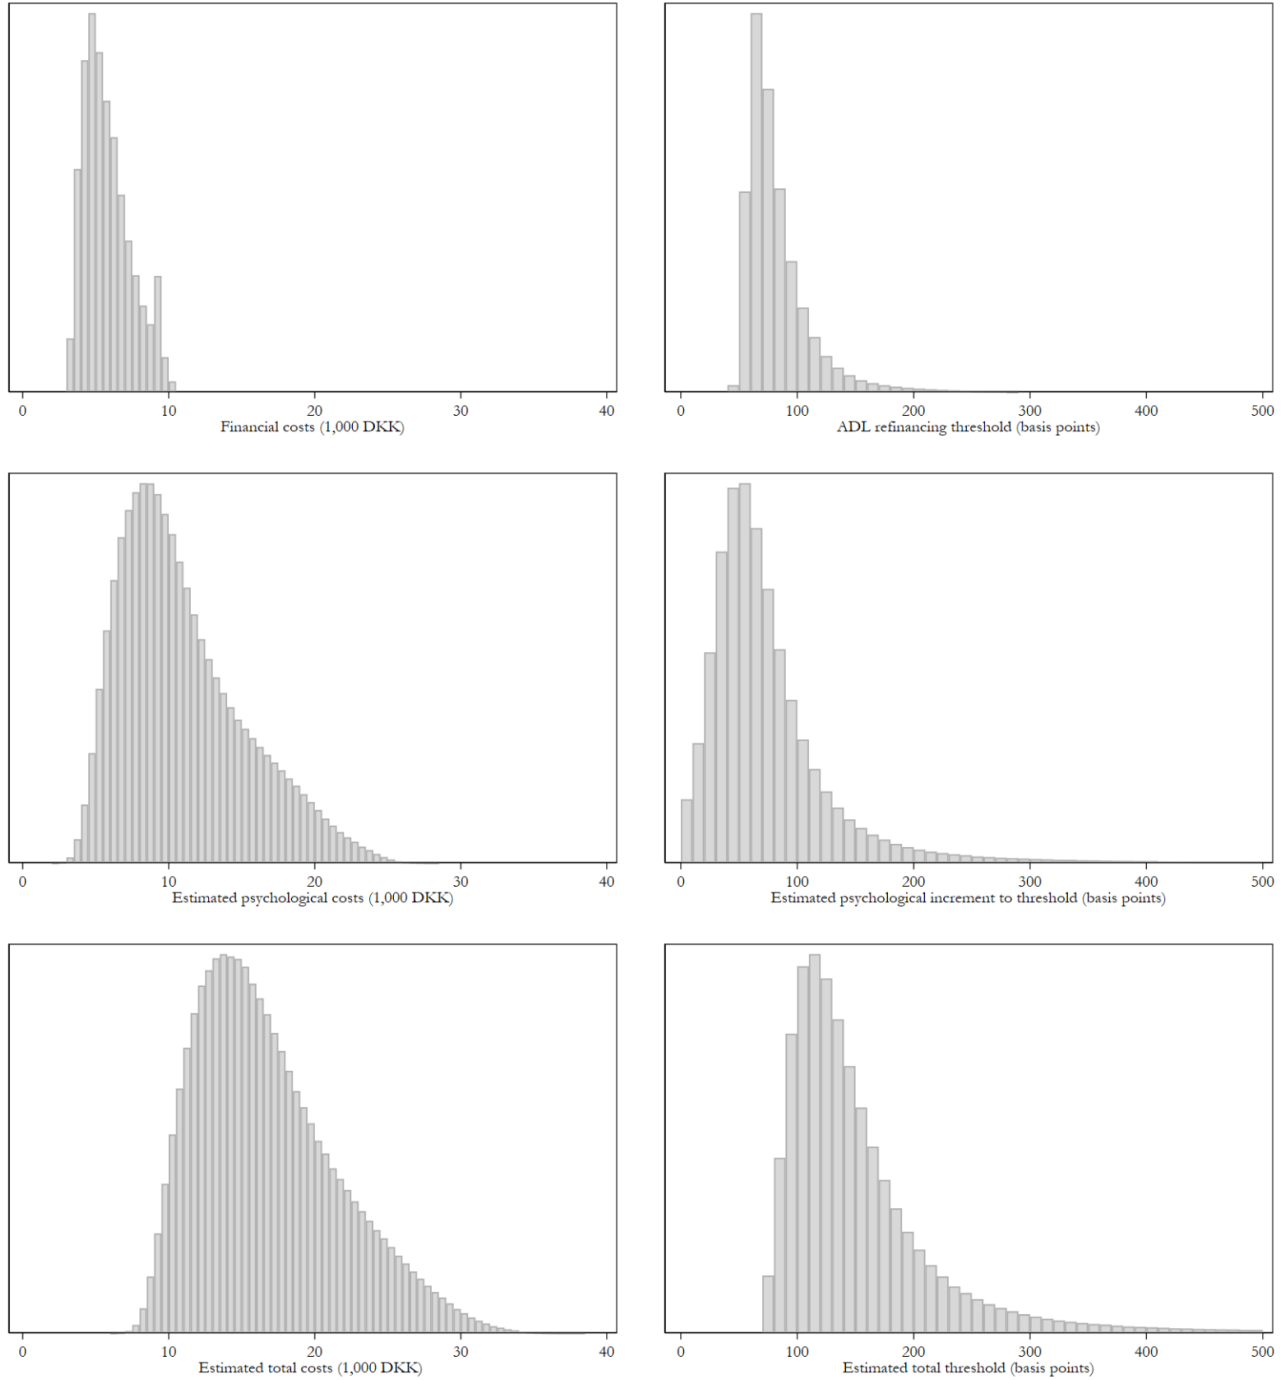 0 10 20 30 40
Financial costs (1,000 DKK)
0 100 200 300 400 500
ADL refinancing threshold (basis points)
0 10 20 30 40
Estimated psychological costs (1,000 DKK)
0 100 200 300 400 500
Estimated psychological increment to threshold (basis points)
0 10 20 30 40
Estimated total costs (1,000 DKK)
0 100 200 300 400 500
Estimated total threshold (basis points)